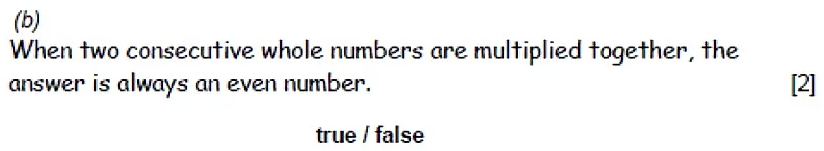 (b)
When two consecutive whole numbers are multiplied together, the
answer is always an even number. [2]
true / false